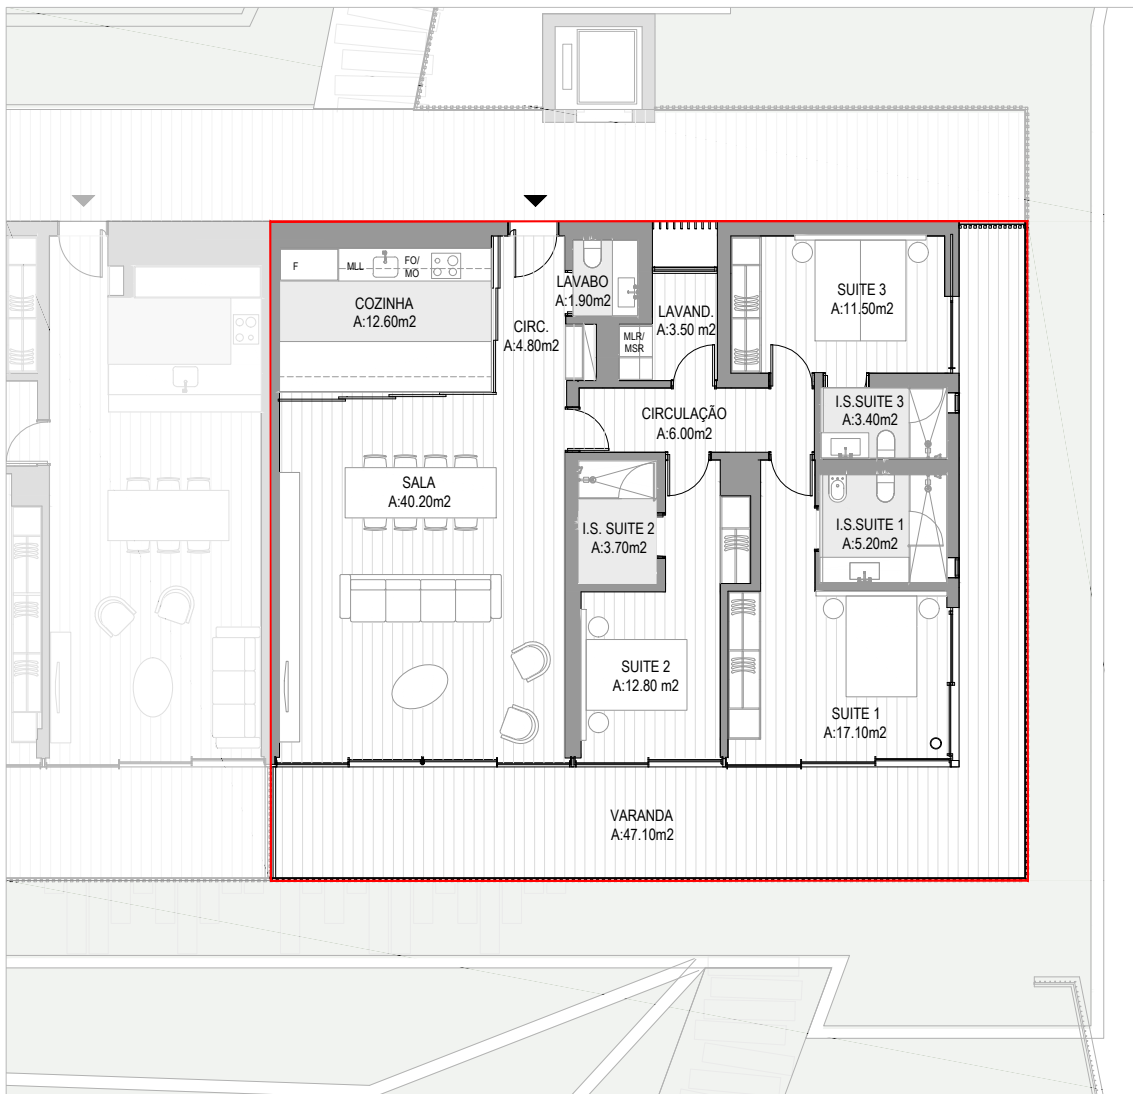 F
MLL
FO/
MO
COZINHA
A:12.60m2
CIRC.
A:4.80m2
LAVABO
A:1.90m2
LAVAND.
A:3.50 m2
MLR/
MSR
SUITE 3
A:11.50m2
I.S.SUITE 3
A:3.40m2
CIRCULAÇÃO
A:6.00m2
SALA
A:40.20m2
I.S. SUITE 2
A:3.70m2
I.S.SUITE 1
A:5.20m2
SUITE 2
A:12.80 m2
SUITE 1
A:17.10m2
VARANDA
A:47.10m2